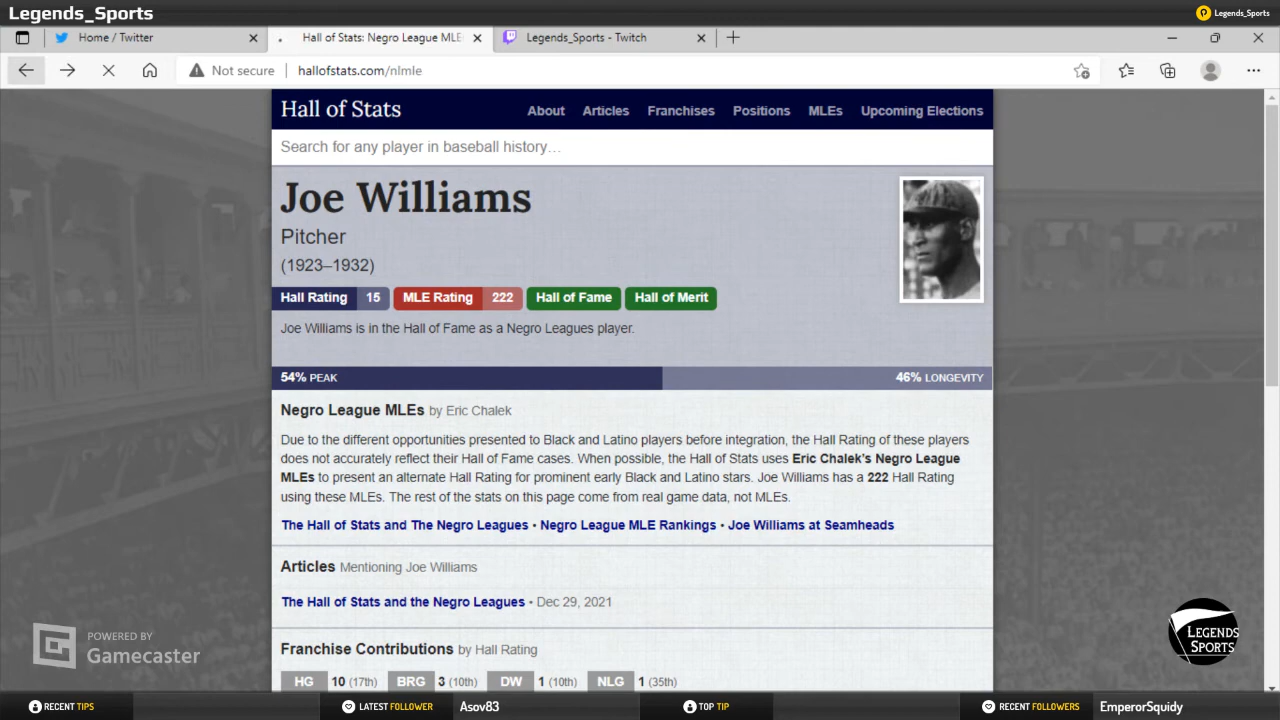 Legends_Sports
Legends_Sports
Home / Twitter
Hall of Stats: Negro League MLE
Legends_Sports - Twitch
Not secure
hallofstats.com/nlmle
Hall of Stats
About
Articles
Franchises
Positions
MLEs
Upcoming Elections
Search for any player in baseball history…
Joe Williams
Pitcher
(1923–1932)
Hall Rating 15
MLE Rating 222
Hall of Fame
Hall of Merit
Joe Williams is in the Hall of Fame as a Negro Leagues player.
54% PEAK
46% LONGEVITY
Negro League MLEs by Eric Chalek
Due to the different opportunities presented to Black and Latino players before integration, the Hall Rating of these players
does not accurately reflect their Hall of Fame cases. When possible, the Hall of Stats uses Eric Chalek's Negro League
MLEs to present an alternate Hall Rating for prominent early Black and Latino stars. Joe Williams has a 222 Hall Rating
using these MLEs. The rest of the stats on this page come from real game data, not MLEs.
The Hall of Stats and The Negro Leagues • Negro League MLE Rankings • Joe Williams at Seamheads
Articles Mentioning Joe Williams
The Hall of Stats and the Negro Leagues • Dec 29, 2021
Franchise Contributions by Hall Rating
HG 10 (17th) BRG 3 (10th) DW 1 (10th) NLG 1 (35th)
POWERED BY
Gamecaster
LEGENDS
SPORTS
RECENT TIPS
LATEST FOLLOWER
Asov83
TOP TIP
RECENT FOLLOWERS
EmperorSquidy